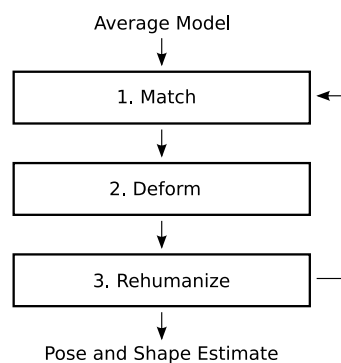 Average Model
1. Match
2. Deform
3. Rehumanize
Pose and Shape Estimate